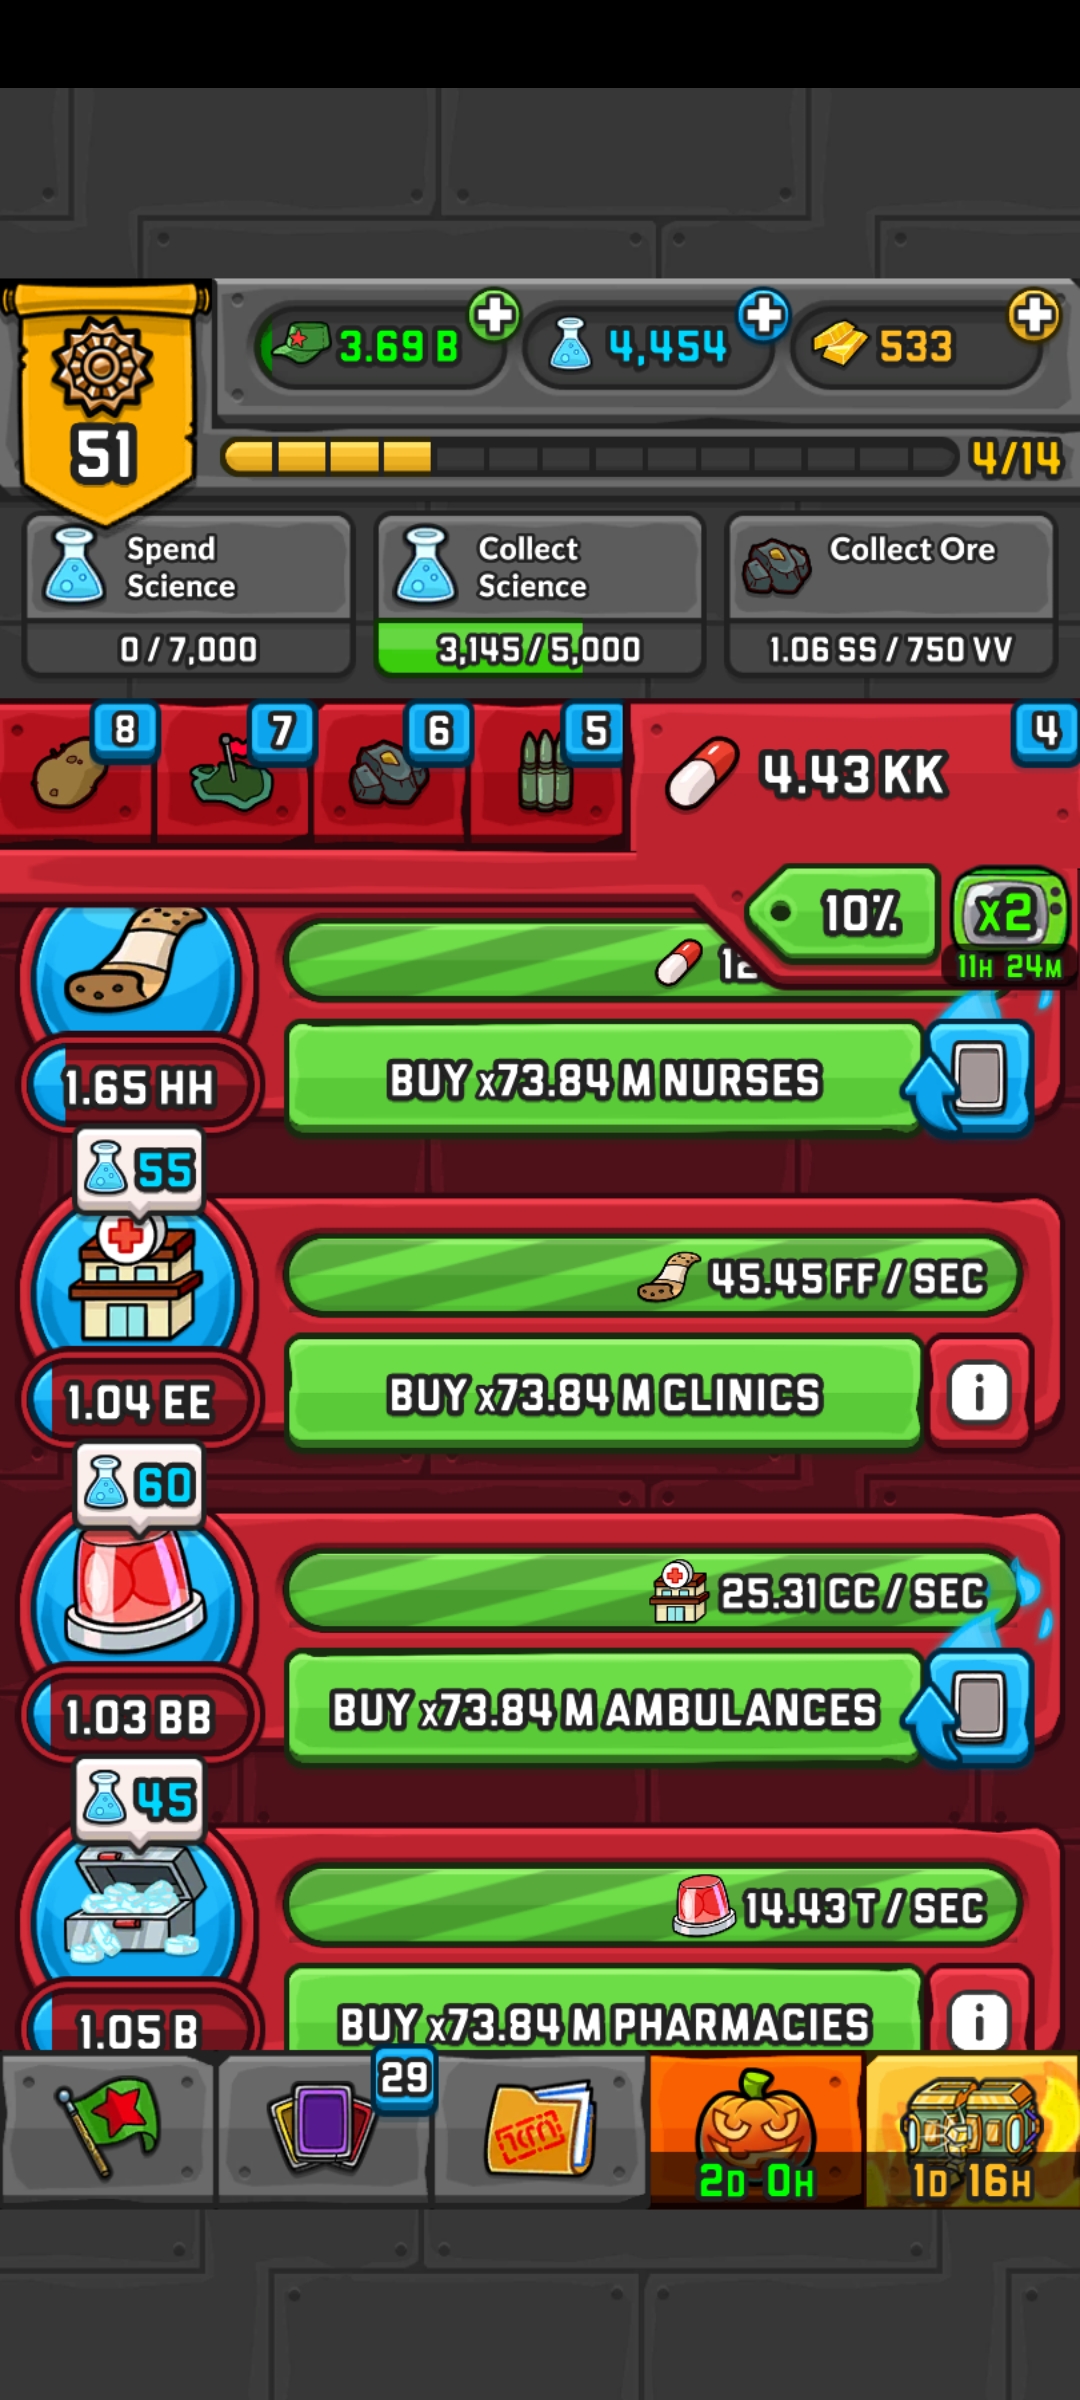 3.69 B
4,454
533
51
4/14
Spend
Science
0 / 7,000
Collect
Science
3,145 / 5,000
Collect Ore
1.06 SS / 750 VV
8
7
6
5
4
4.43 KK
10%
x2
11H 24M
1.65 HH
BUY x73.84 M NURSES
55
45.45 FF / SEC
1.04 EE
BUY x73.84 M CLINICS
60
25.31 CC / SEC
1.03 BB
BUY x73.84 M AMBULANCES
45
14.43 T / SEC
1.05 B
BUY x73.84 M PHARMACIES
29
2D 0H
1D 16H